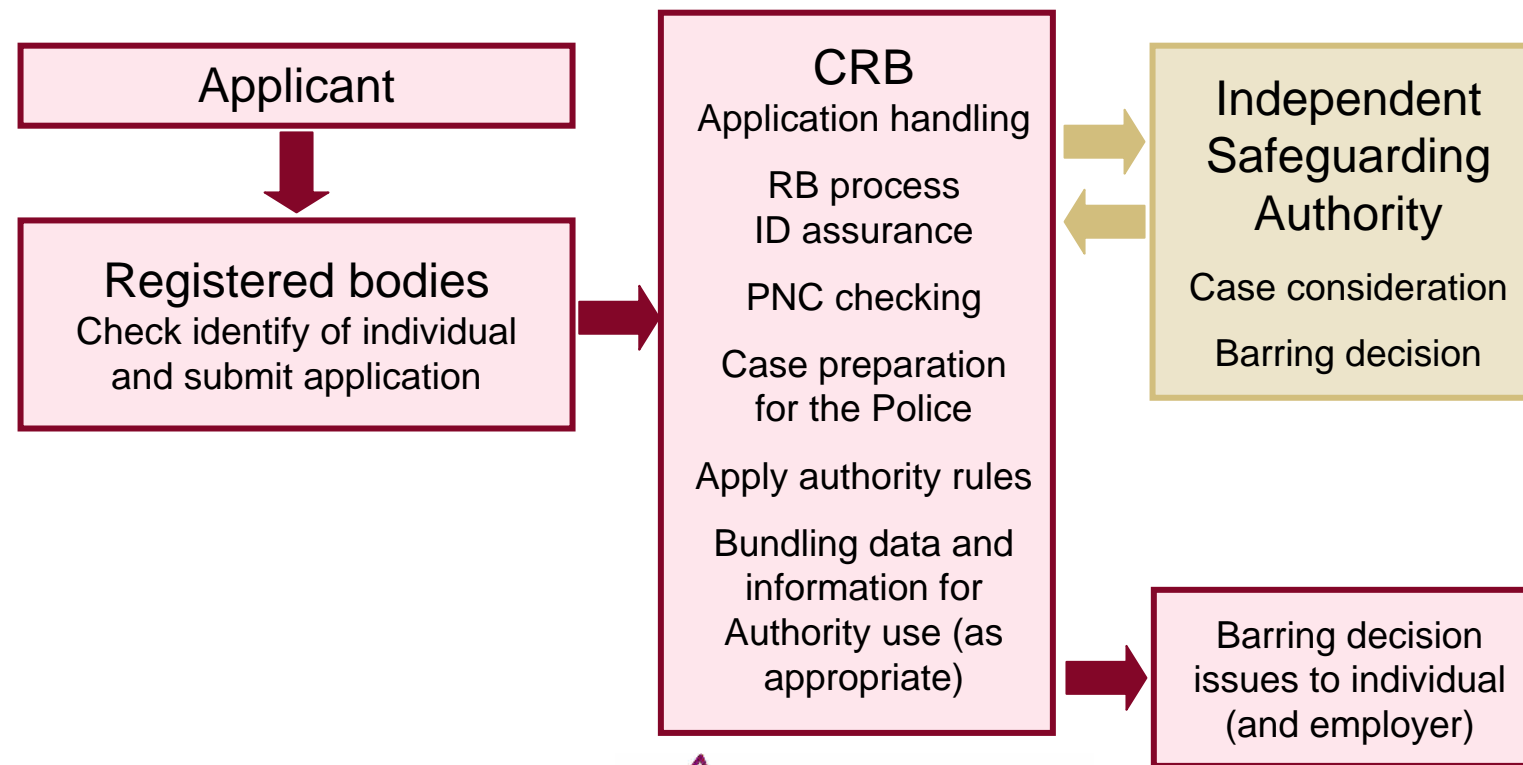 Applicant
Registered bodies
Check identify of individual
and submit application
CRB
Application handling
RB process
ID assurance
PNC checking
Case preparation
for the Police
Apply authority rules
Bundling data and
information for
Authority use (as
appropriate)
Independent
Safeguarding
Authority
Case consideration
Barring decision
Barring decision
issues to individual
(and employer)